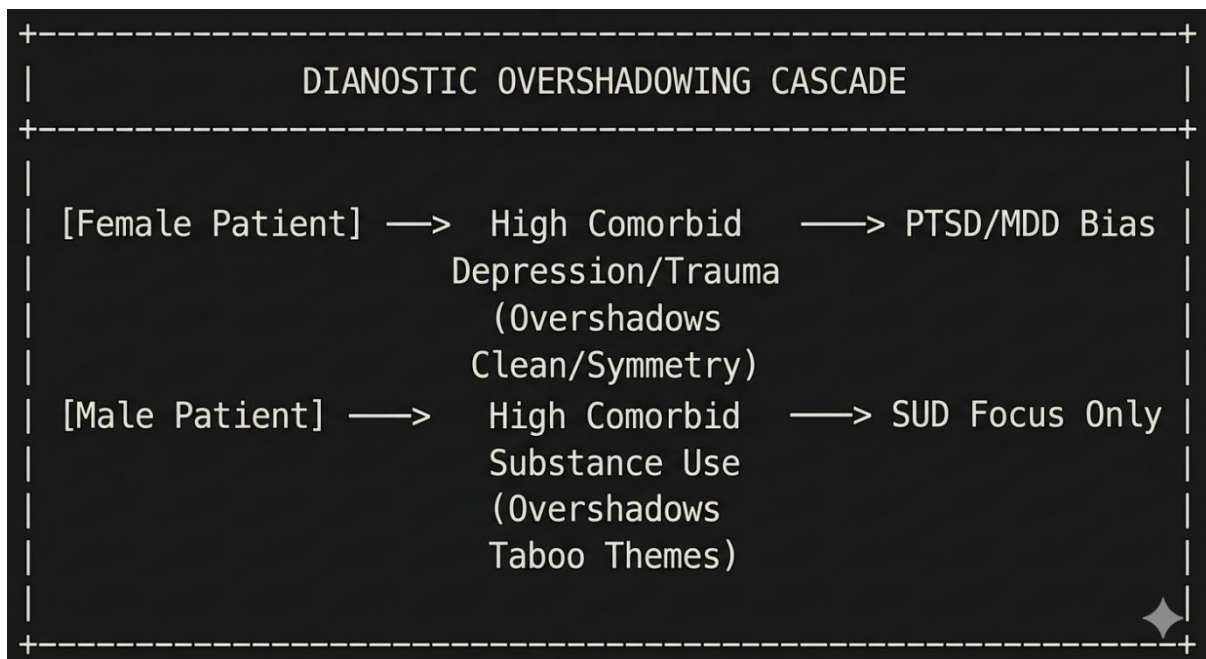 DIANOSTIC OVERSHADOWING CASCADE
[Female Patient] ——> High Comorbid ———> PTSD/MDD Bias
Depression/Trauma
(Overshadows
Clean/Symmetry)
[Male Patient] ———> High Comorbid ———> SUD Focus Only
Substance Use
(Overshadows
Taboo Themes)